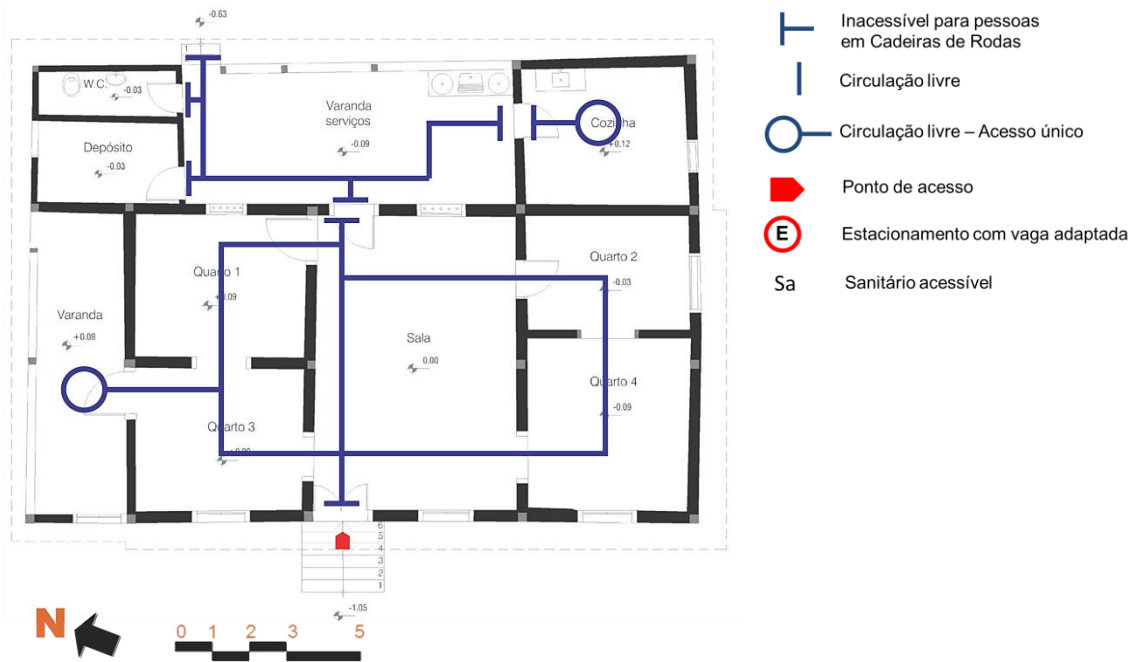 -0.63
1
W.C.
-0.03
Varanda
serviços
-0.09
Cozinha
+0.12
Depósito
-0.03
Quarto 1
+0.09
Quarto 2
-0.03
Varanda
+0.09
Sala
0.00
Quarto 4
-0.09
Quarto 3
6
5
4
3
2
1
-1.05
N
0 1 2 3 5
Inacessível para pessoas
em Cadeiras de Rodas
Circulação livre
Circulação livre – Acesso único
Ponto de acesso
E
Estacionamento com vaga adaptada
Sa
Sanitário acessível